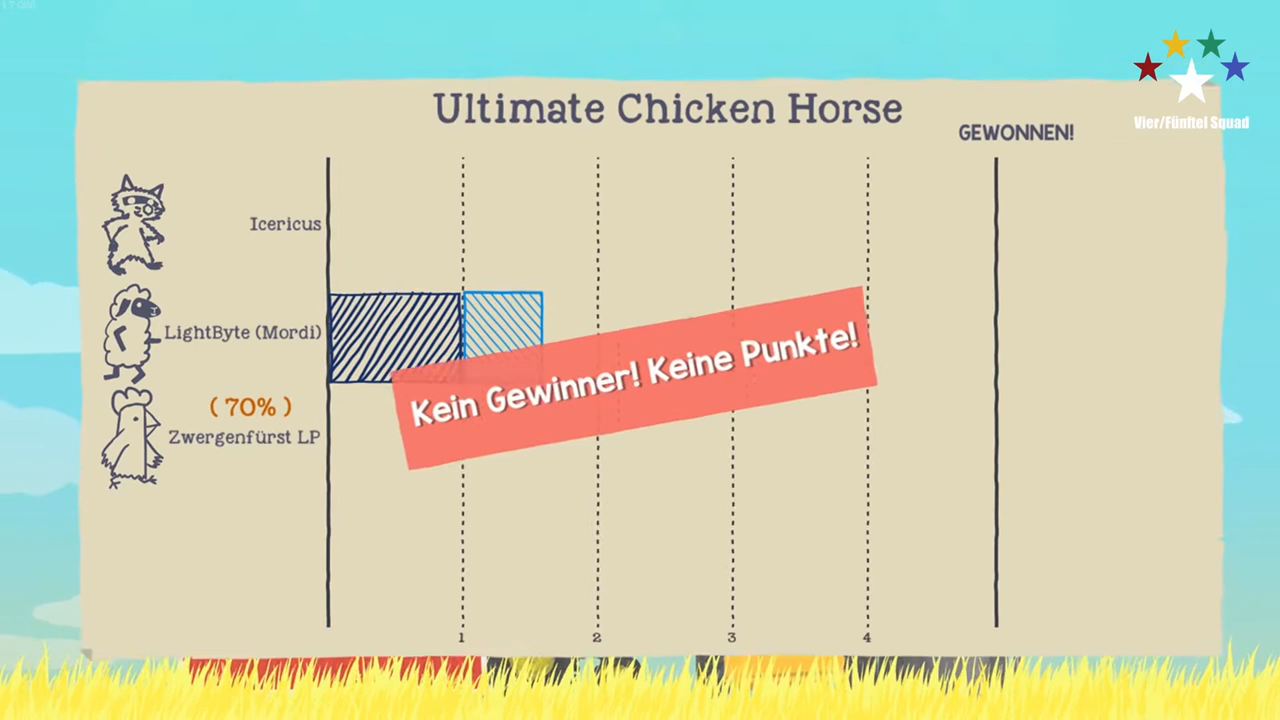 Ultimate Chicken Horse
GEWONNEN!
Vier/Fünftel Squad
Icericus
LightByte (Mordi)
( 70% )
Zwergenfürst LP
Kein Gewinner! Keine Punkte!
1 2 3 4